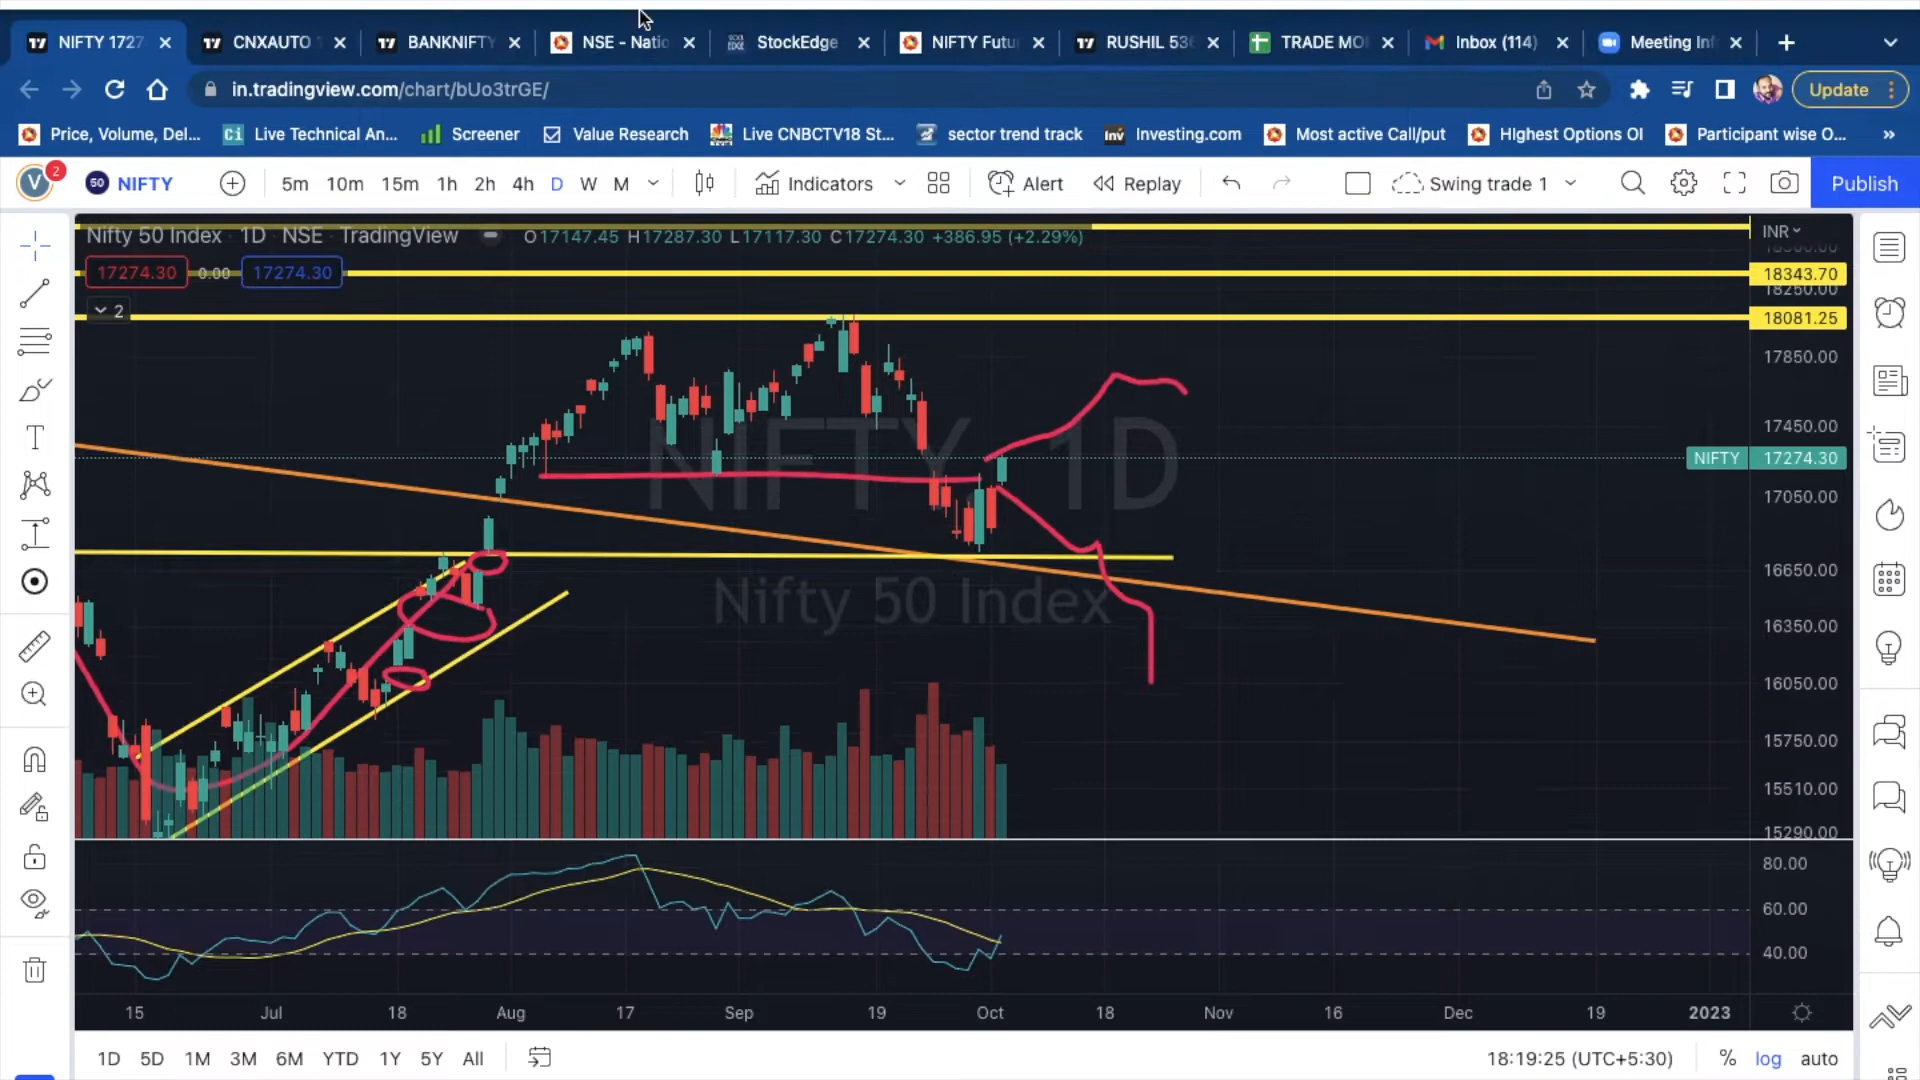 NIFTY 1727
CNXAUTO
BANKNIFTY
NSE - Natio
StockEdge
NIFTY Futu
RUSHIL 536
TRADE MO
Inbox (114)
Meeting Inf
in.tradingview.com/chart/bUo3trGE/
Update
Price, Volume, Del...
Ci Live Technical An...
Screener
Value Research
Live CNBCTV18 St...
sector trend track
Inv Investing.com
Most active Call/put
HIghest Options OI
Participant wise O...
»
V 2
50 NIFTY
5m 10m 15m 1h 2h 4h D W M
Indicators
Alert
Replay
Swing trade 1
Publish
Nifty 50 Index · 1D · NSE · TradingView
O17147.45 H17287.30 L17117.30 C17274.30 +386.95 (+2.29%)
INR
17274.30 0.00 17274.30
18343.70
18250.00
2
18081.25
17850.00
NIFTY 1D
17450.00
NIFTY 17274.30
17050.00
16650.00
Nifty 50 Index
16350.00
16050.00
15750.00
15510.00
15290.00
80.00
60.00
40.00
15 Jul 18 Aug 17 Sep 19 Oct 18 Nov 16 Dec 19 2023
1D 5D 1M 3M 6M YTD 1Y 5Y All
18:19:25 (UTC+5:30)
% log auto